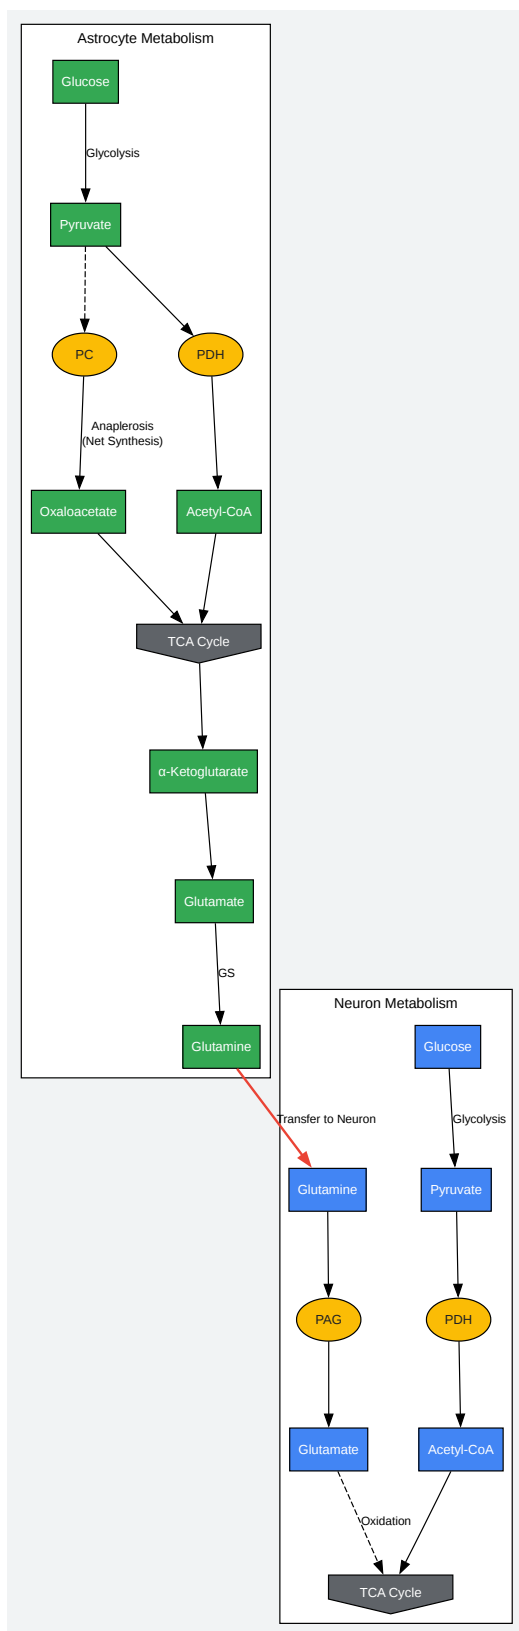 Astrocyte Metabolism
Glucose
Glycolysis
Pyruvate
PC
PDH
Anaplerosis
(Net Synthesis)
Oxaloacetate
Acetyl-CoA
TCA Cycle
α-Ketoglutarate
Glutamate
GS
Glutamine
Neuron Metabolism
Glucose
Transfer to Neuron
Glycolysis
Glutamine
Pyruvate
PAG
PDH
Glutamate
Acetyl-CoA
Oxidation
TCA Cycle